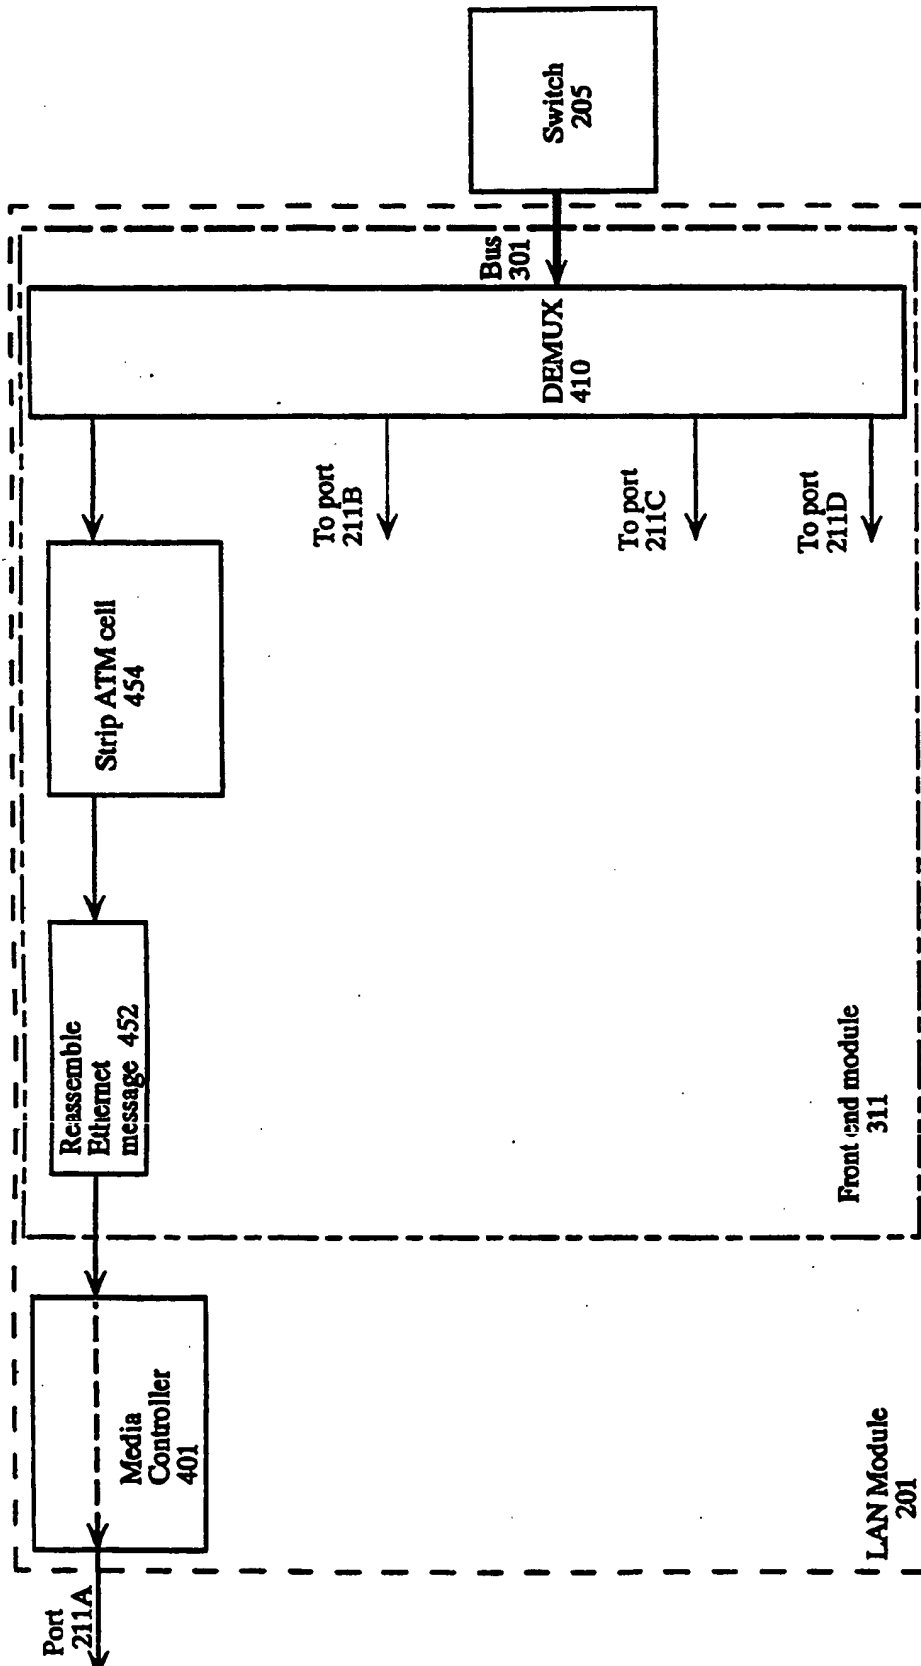 Port
211A
Media
Controller
401
Reassemble
Ethernet
message 452
Strip ATM cell
454
To port
211B
To port
211C
To port
211D
DEMUX
410
Bus
301
Switch
205
Front end module
311
LAN Module
201